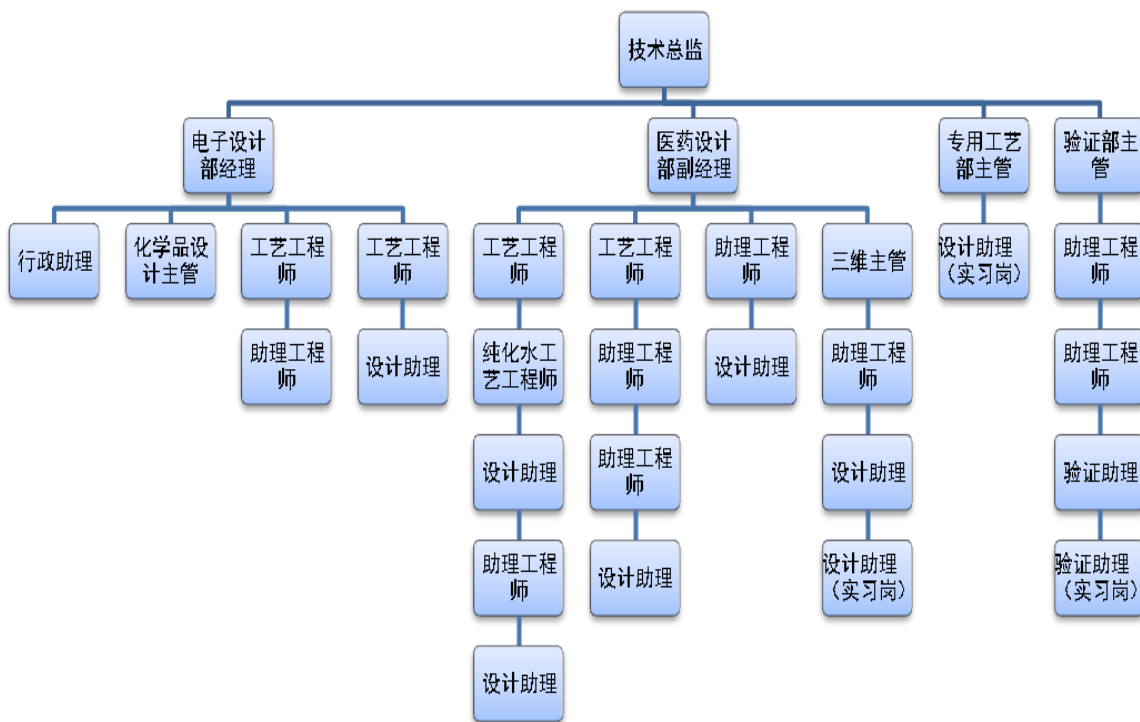 技术总监
电子设计
部经理
医药设计
部副经理
专用工艺
部主管
验证部主
管
行政助理
化学品设
计主管
工艺工程
师
工艺工程
师
工艺工程
师
工艺工程
师
助理工程
师
三维主管
设计助理
（实习岗）
助理工程
师
助理工程
师
设计助理
纯化水工
艺工程师
助理工程
师
设计助理
助理工程
师
助理工程
师
设计助理
助理工程
师
设计助理
验证助理
助理工程
师
设计助理
设计助理
（实习岗）
验证助理
（实习岗）
设计助理